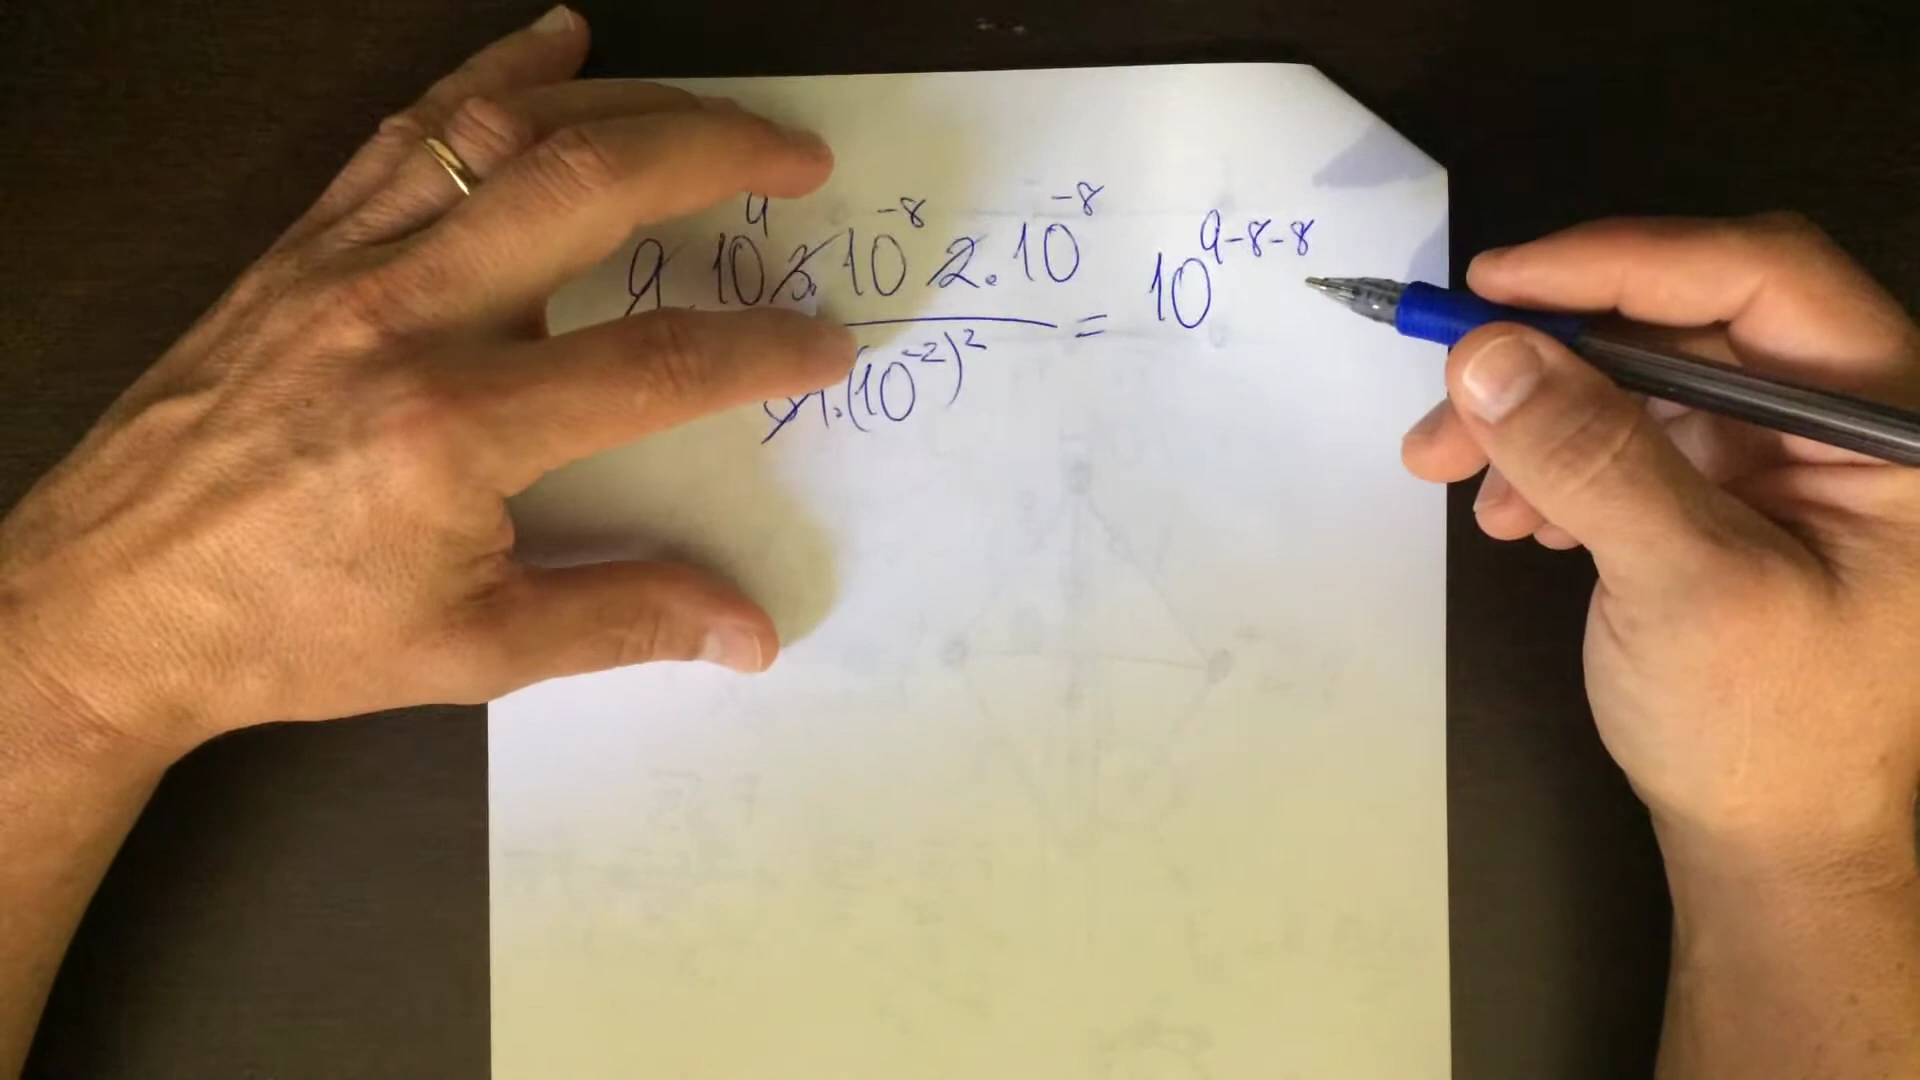 9.10⁹ 3.10⁻⁸ 2.10⁻⁸ = 10⁹⁻⁸⁻⁸
.(10⁻²)²